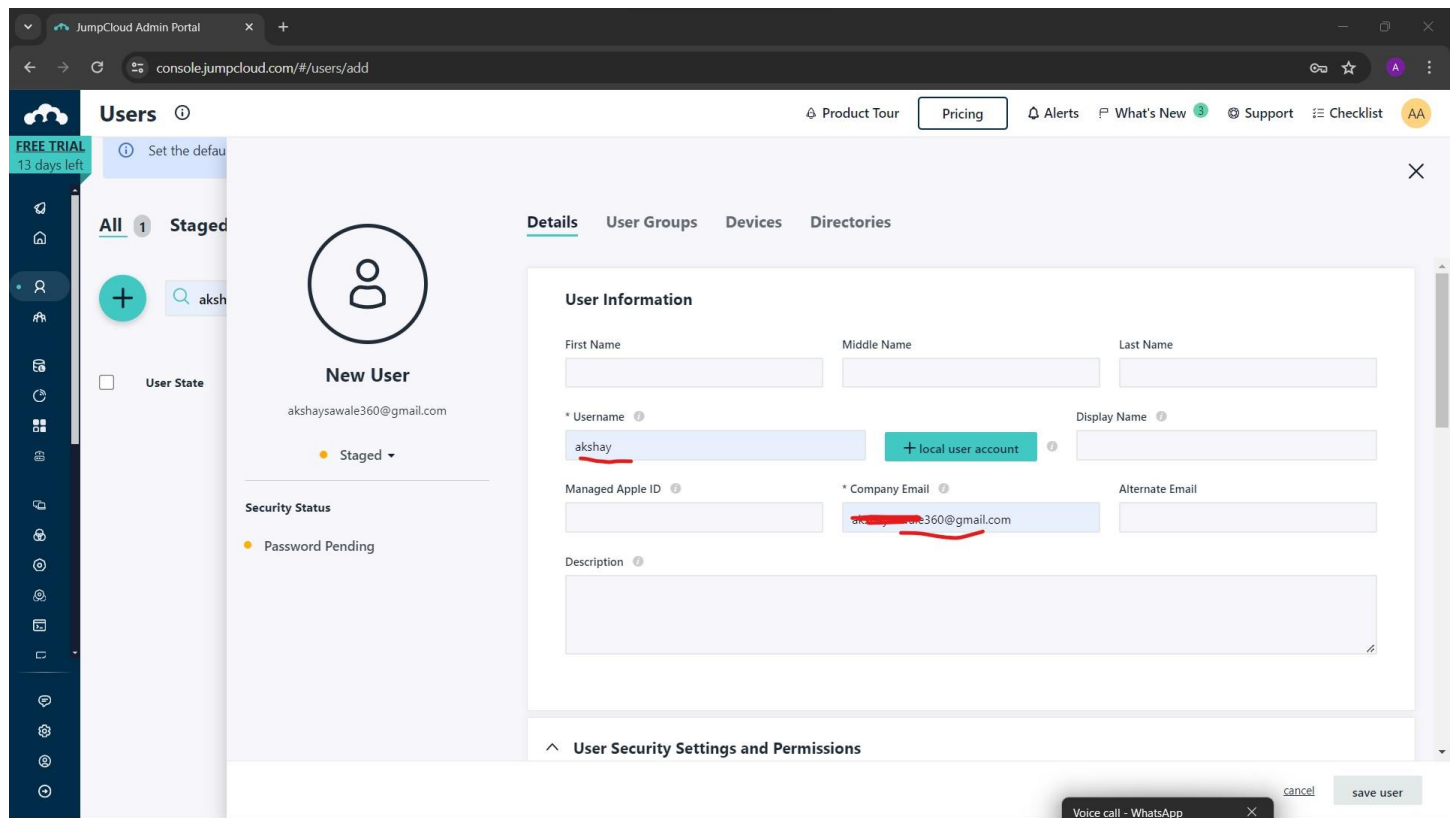 JumpCloud Admin Portal
console.jumpcloud.com/#/users/add
Users
Product Tour
Pricing
Alerts
What's New 3
Support
Checklist
AA
A
FREE TRIAL
13 days left
Set the defau
All 1 Staged
aksh
User State
New User
akshaysawale360@gmail.com
Staged
Security Status
Password Pending
Details User Groups Devices Directories
User Information
First Name Middle Name Last Name
* Username Display Name
akshay + local user account
Managed Apple ID * Company Email Alternate Email
e360@gmail.com
Description
User Security Settings and Permissions
cancel save user
Voice call - WhatsApp